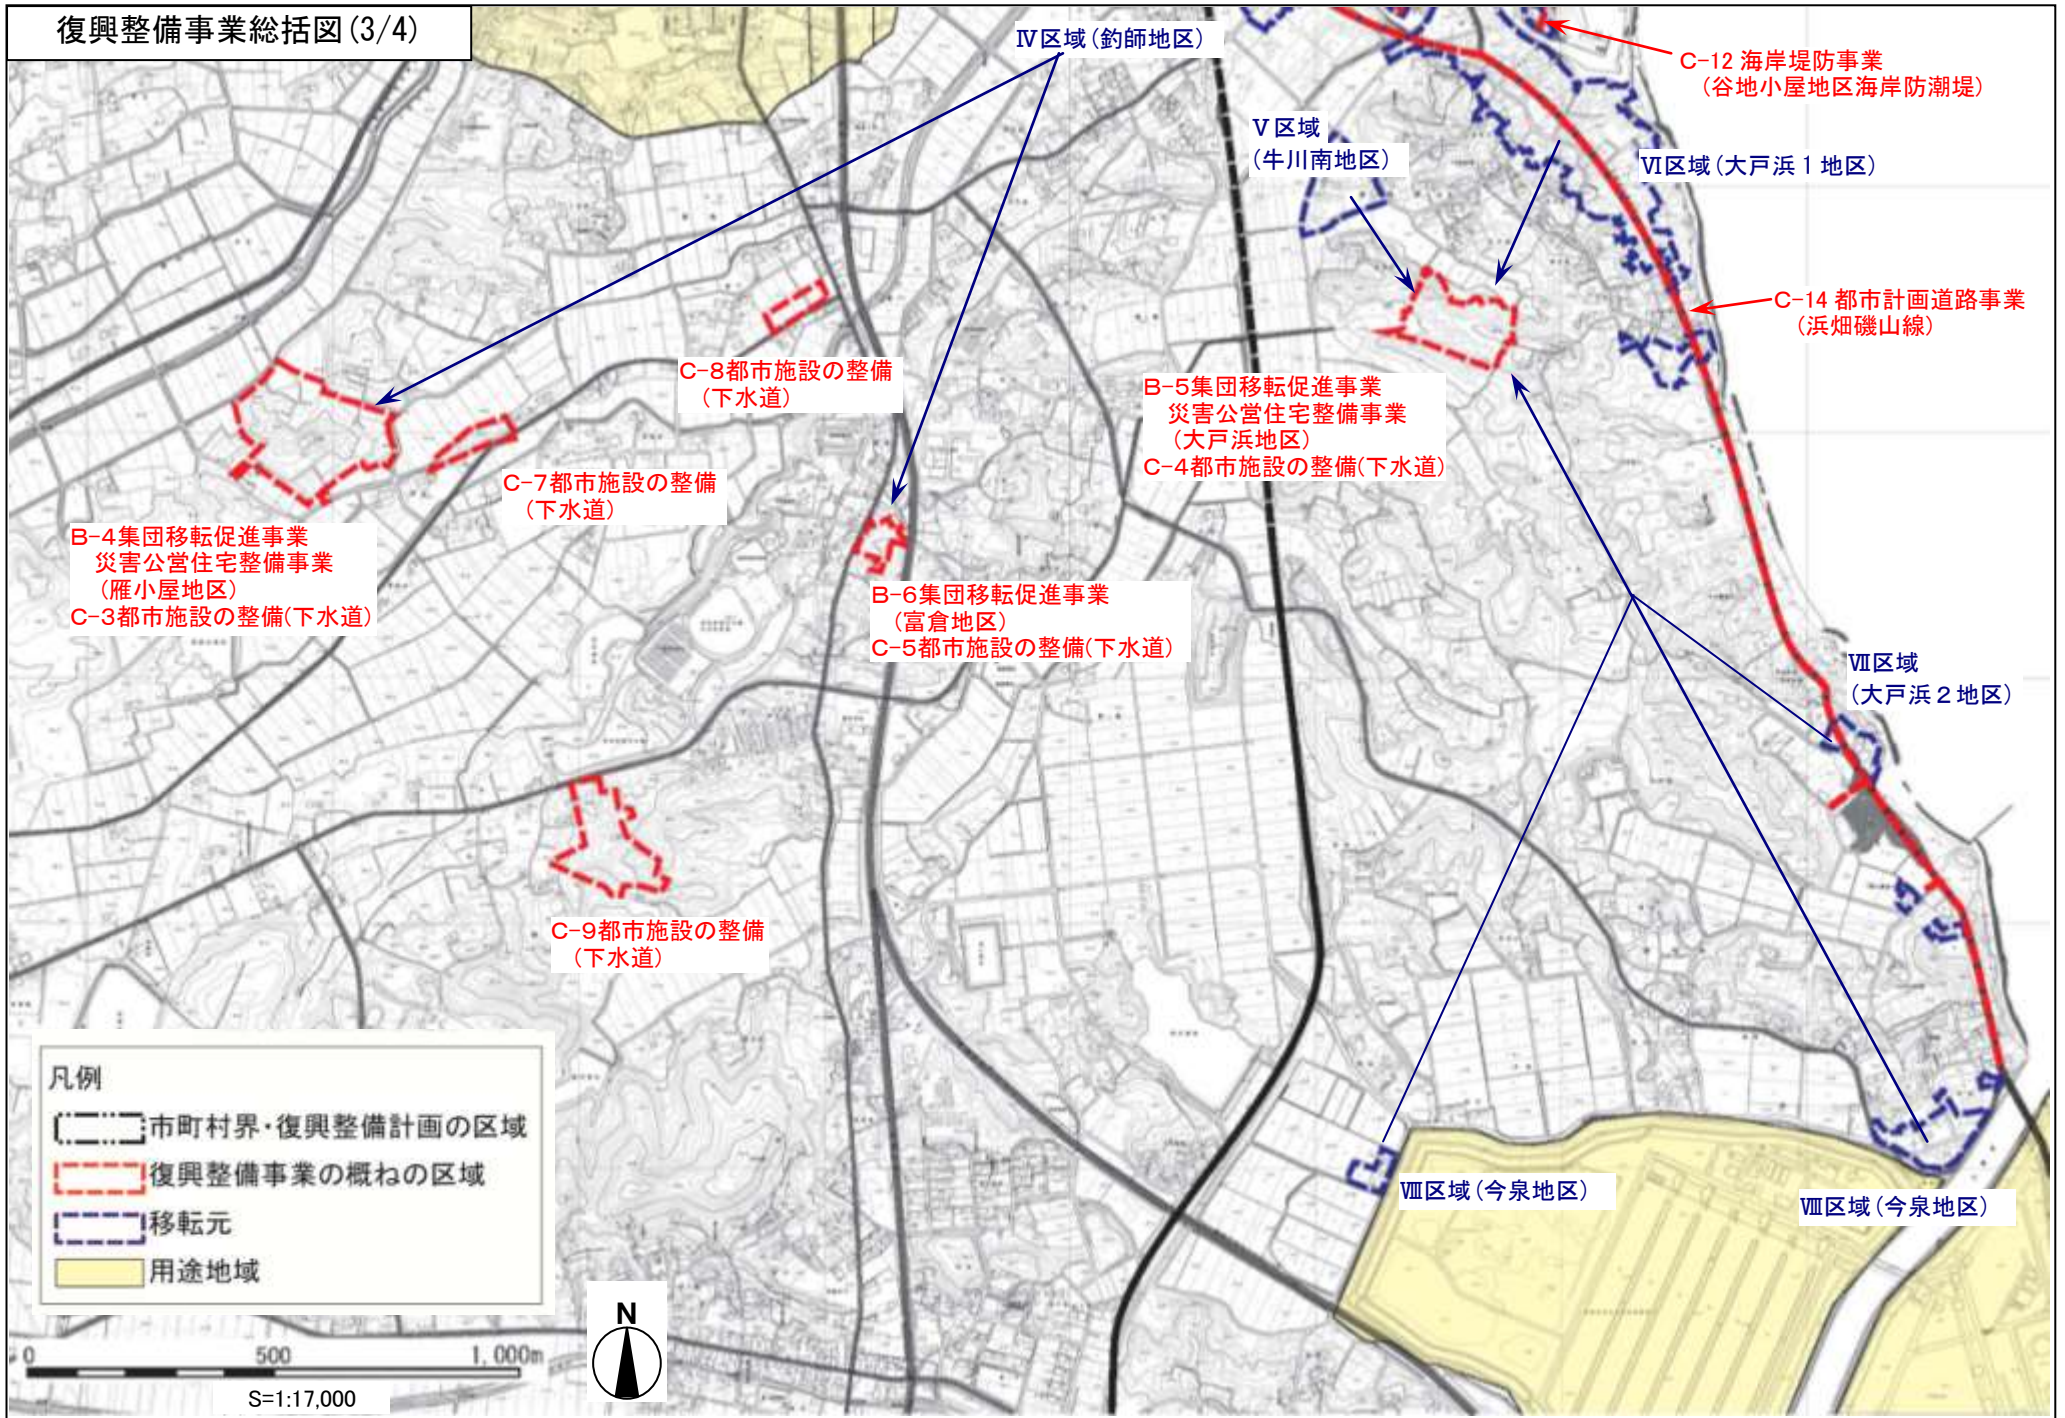 復興整備事業総括図(3/4)
Ⅳ区域(釣師地区)
C-12 海岸堤防事業
(谷地小屋地区海岸防潮堤)
Ⅴ区域
(牛川南地区)
Ⅵ区域(大戸浜1地区)
C-14 都市計画道路事業
(浜畑磯山線)
C-8都市施設の整備
(下水道)
B-5集団移転促進事業
災害公営住宅整備事業
(大戸浜地区)
C-4都市施設の整備(下水道)
C-7都市施設の整備
(下水道)
B-4集団移転促進事業
災害公営住宅整備事業
(雁小屋地区)
C-3都市施設の整備(下水道)
B-6集団移転促進事業
(富倉地区)
C-5都市施設の整備(下水道)
Ⅶ区域
(大戸浜2地区)
C-9都市施設の整備
(下水道)
Ⅷ区域(今泉地区)
Ⅷ区域(今泉地区)
凡例
市町村界・復興整備計画の区域
復興整備事業の概ねの区域
移転元
用途地域
N
0 500 1,000m
S=1:17,000